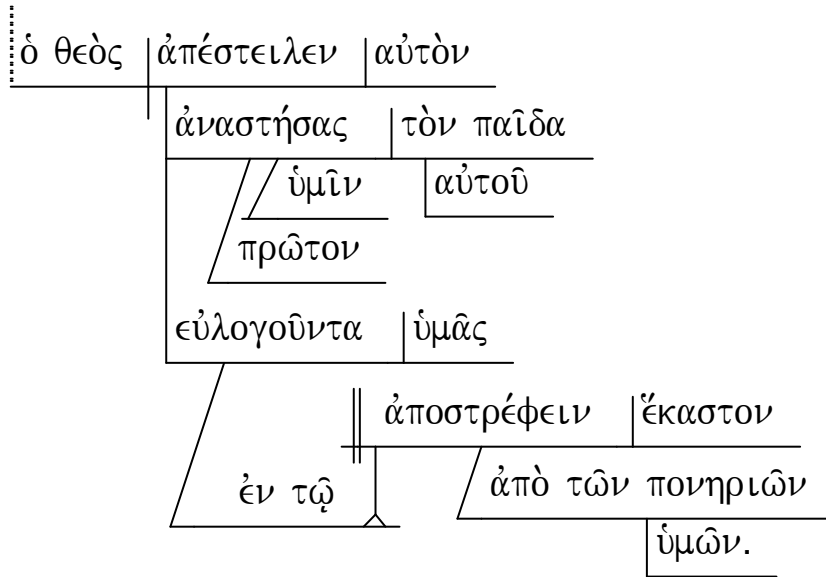 ὁ θεὸς ἀπέστειλεν αὐτὸν
ἀναστήσας τὸν παῖδα
ὑμῖν αὐτοῦ
πρῶτον
εὐλογοῦντα ὑμᾶς
ἀποστρέφειν ἕκαστον
ἐν τῷ ἀπὸ τῶν πονηριῶν
ὑμῶν.